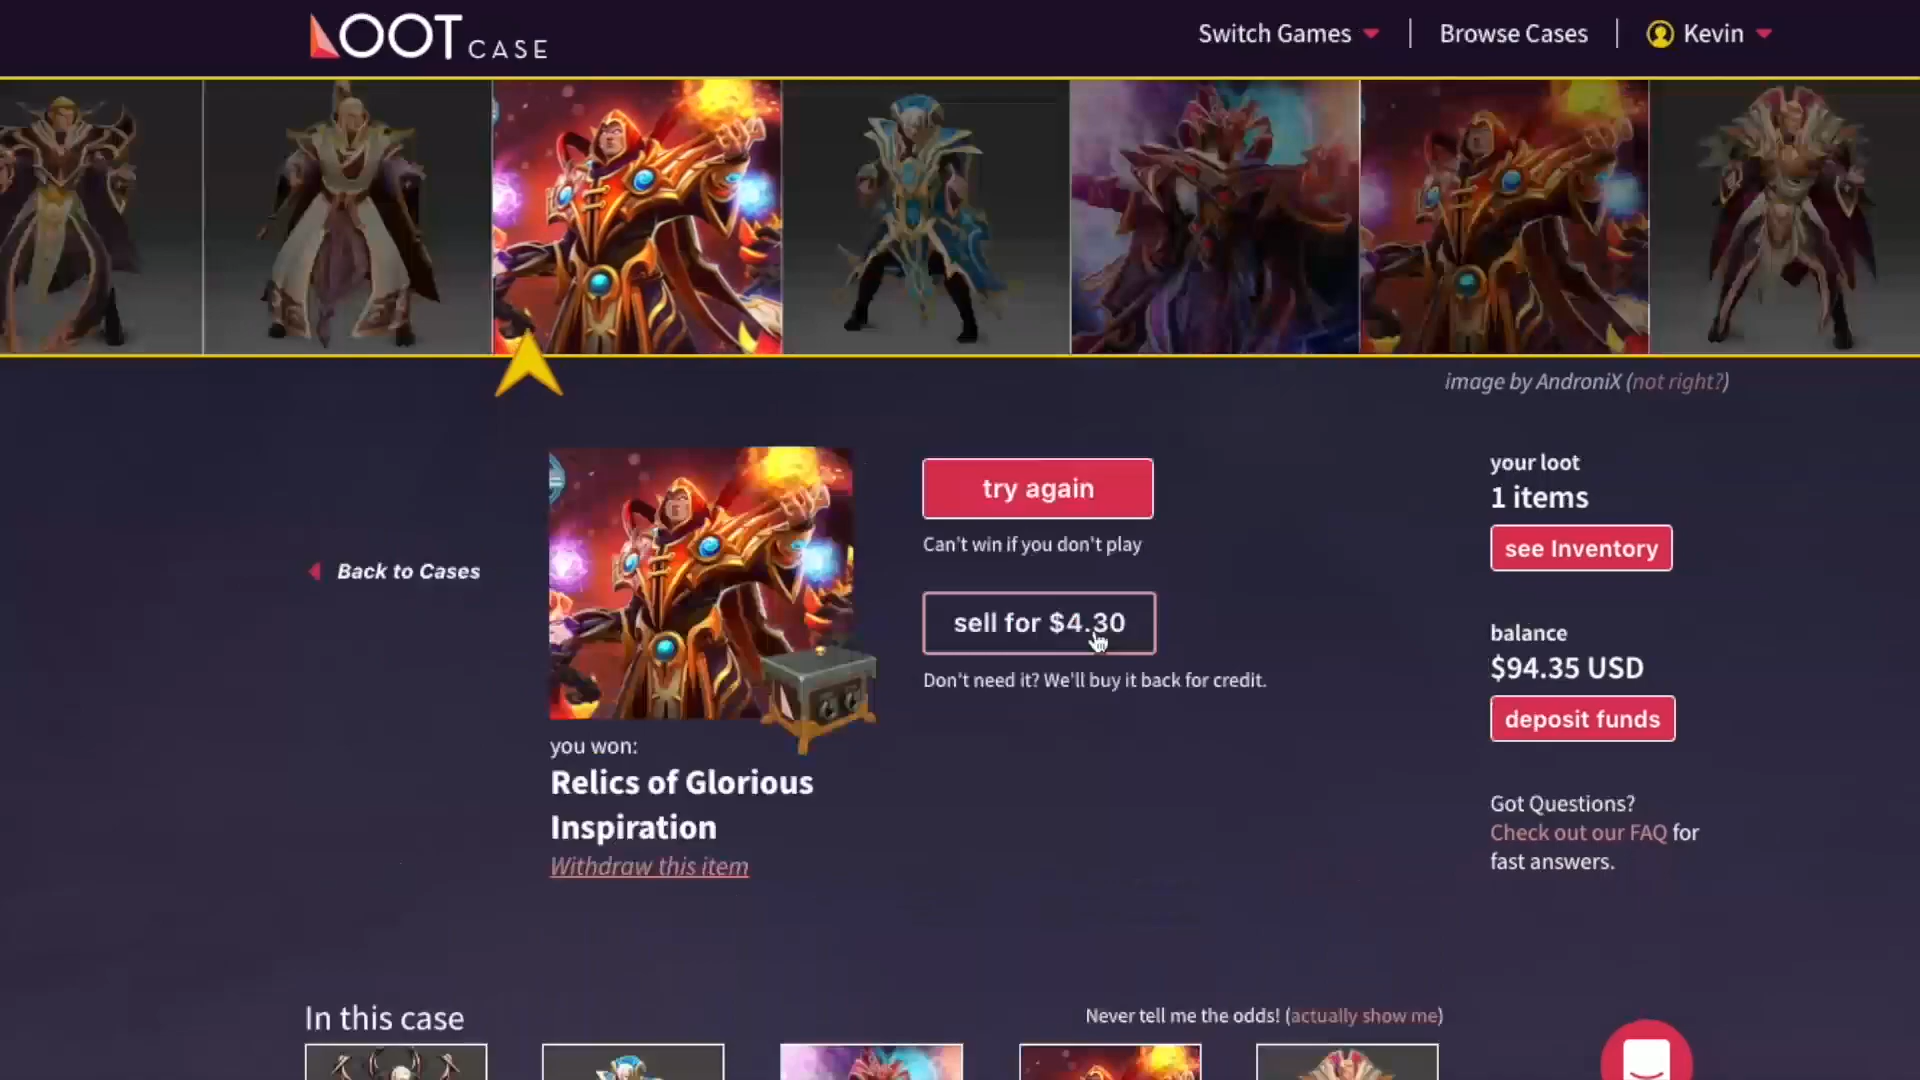 LOOT CASE
Switch Games
Browse Cases
Kevin
image by AndroniX (not right?)
Back to Cases
try again
Can't win if you don't play
sell for $4.30
Don't need it? We'll buy it back for credit.
you won:
Relics of Glorious
Inspiration
Withdraw this item
your loot
1 items
see Inventory
balance
$94.35 USD
deposit funds
Got Questions?
Check out our FAQ for
fast answers.
In this case
Never tell me the odds! (actually show me)